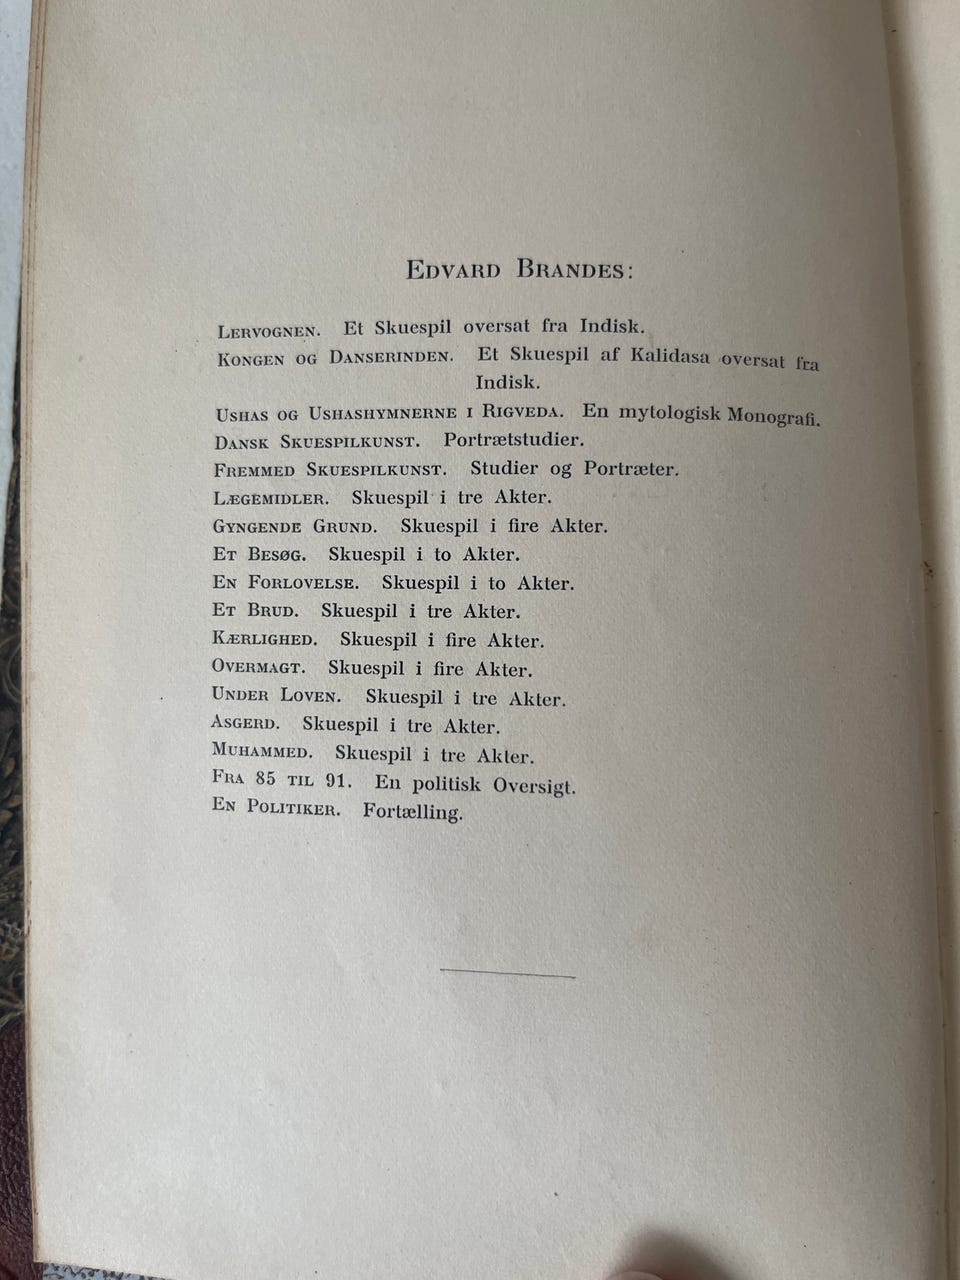 EDVARD BRANDES:
LERVOGNEN. Et Skuespil oversat fra Indisk.
KONGEN OG DANSERINDEN. Et Skuespil af Kalidasa oversat fra
Indisk.
USHAS OG USHASHYMNERNE I RIGVEDA. En mytologisk Monografi.
DANSK SKUESPILKUNST. Portrætstudier.
FREMMED SKUESPILKUNST. Studier og Portræter.
LÆGEMIDLER. Skuespil i tre Akter.
GYNGENDE GRUND. Skuespil i fire Akter.
ET BESØG. Skuespil i to Akter.
EN FORLOVELSE. Skuespil i to Akter.
ET BRUD. Skuespil i tre Akter.
KÆRLIGHED. Skuespil i fire Akter.
OVERMAGT. Skuespil i fire Akter.
UNDER LOVEN. Skuespil i tre Akter.
ASGERD. Skuespil i tre Akter.
MUHAMMED. Skuespil i tre Akter.
FRA 85 TIL 91. En politisk Oversigt.
EN POLITIKER. Fortælling.